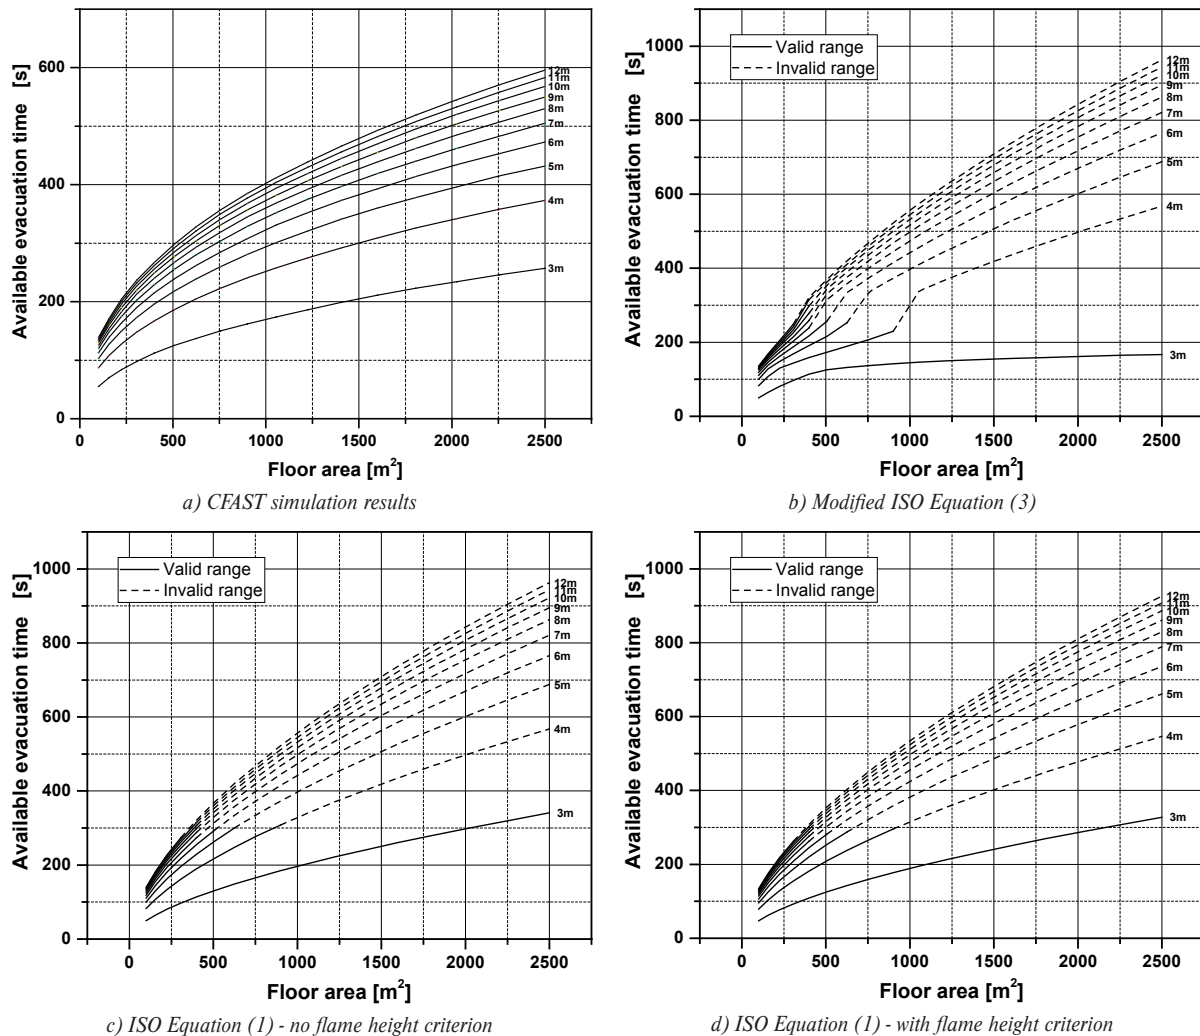 Available evacuation time [s]
600
400
200
0
12m
11m
10m
9m
8m
7m
6m
5m
4m
3m
0 500 1000 1500 2000 2500
Floor area [m²]
a) CFAST simulation results
Available evacuation time [s]
1000
800
600
400
200
0
Valid range
Invalid range
12m
11m
10m
9m
8m
7m
6m
5m
4m
3m
0 500 1000 1500 2000 2500
Floor area [m²]
b) Modified ISO Equation (3)
Available evacuation time [s]
1000
800
600
400
200
0
Valid range
Invalid range
12m
11m
10m
9m
8m
7m
6m
5m
4m
3m
0 500 1000 1500 2000 2500
Floor area [m²]
c) ISO Equation (1) - no flame height criterion
Available evacuation time [s]
1000
800
600
400
200
0
Valid range
Invalid range
12m
11m
10m
9m
8m
7m
6m
5m
4m
3m
0 500 1000 1500 2000 2500
Floor area [m²]
d) ISO Equation (1) - with flame height criterion